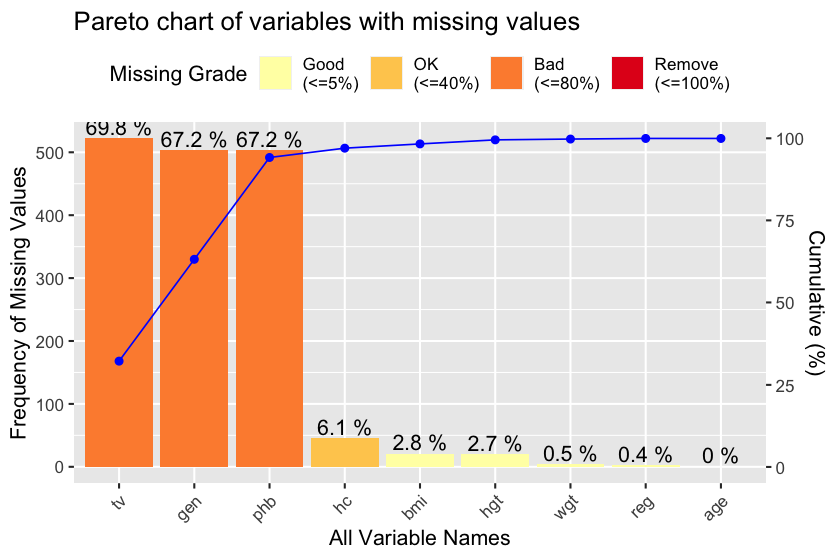 Pareto chart of variables with missing values
Missing Grade
Good
(<=5%)
OK
(<=40%)
Bad
(<=80%)
Remove
(<=100%)
69.8 %
67.2 %
67.2 %
6.1 %
2.8 %
2.7 %
0.5 %
0.4 %
0 %
Frequency of Missing Values
500
400
300
200
100
0
100
75
50
25
0
Cumulative (%)
tv
gen
phb
hc
bmi
hgt
wgt
reg
age
All Variable Names